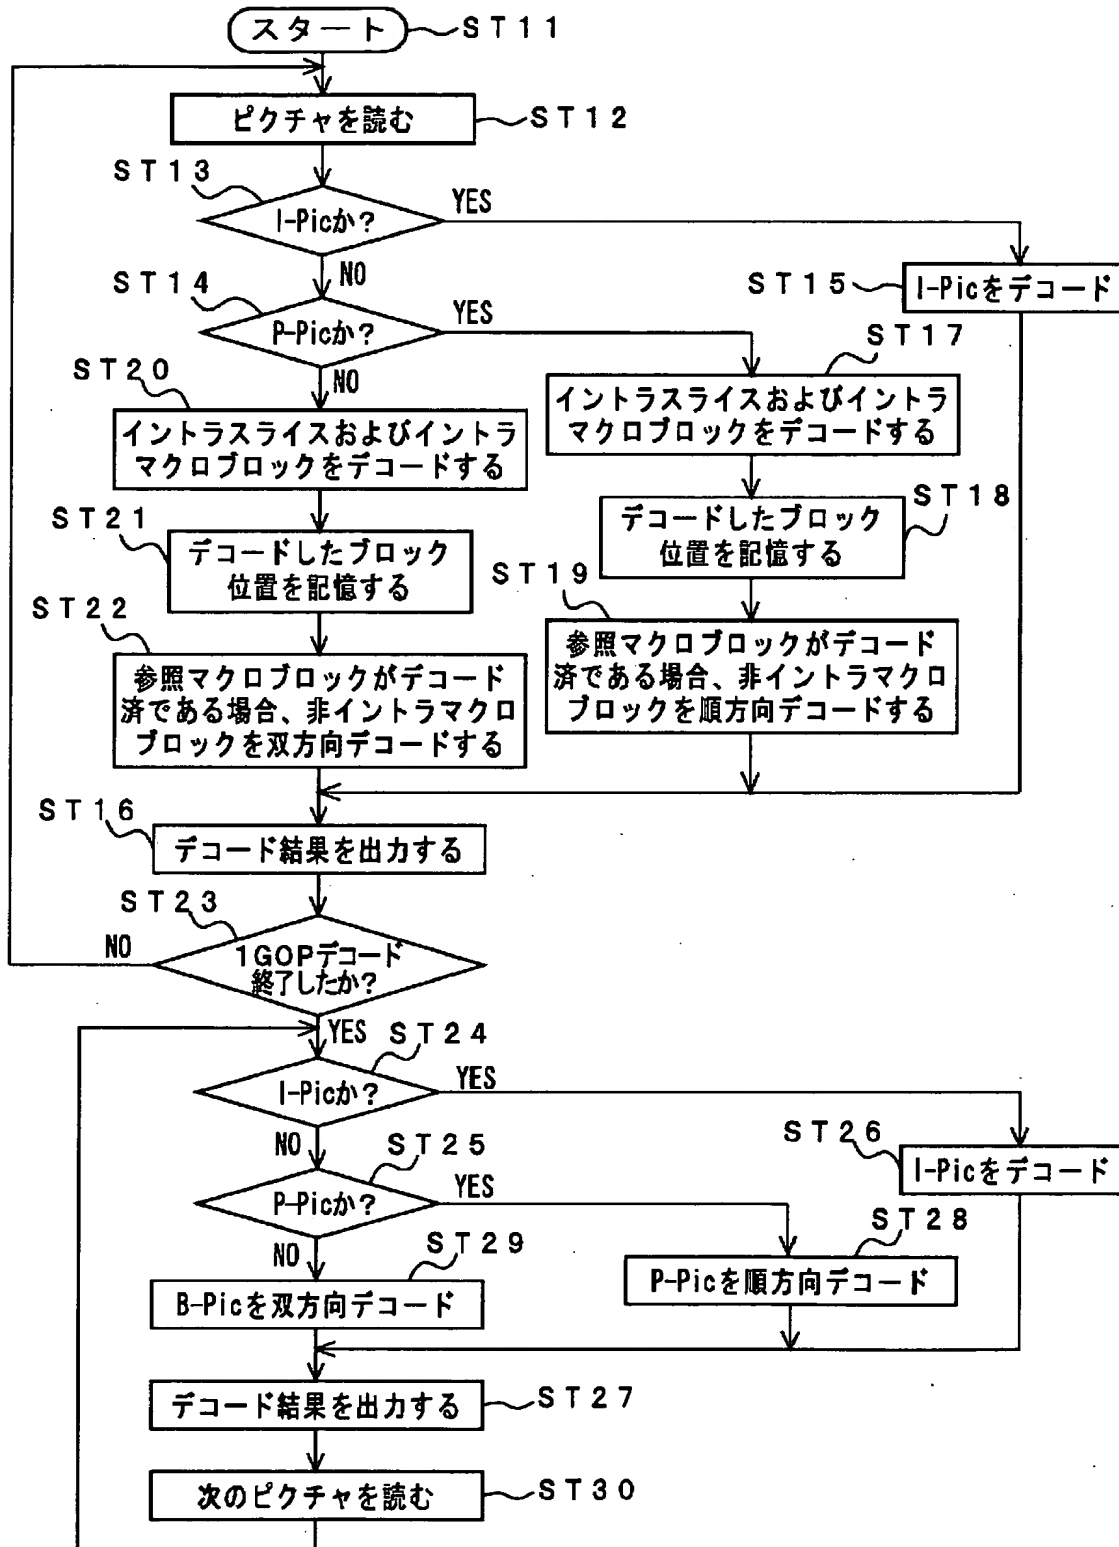 スタート ST11
ピクチャを読む ST12
ST13
I-Picか?
YES
NO
ST14
P-Picか?
YES
NO
ST15
I-Picをデコード
ST17
イントラスライスおよびイントラ
マクロブロックをデコードする
ST20
イントラスライスおよびイントラ
マクロブロックをデコードする
ST18
デコードしたブロック
位置を記憶する
ST21
デコードしたブロック
位置を記憶する
ST19
参照マクロブロックがデコード
済である場合、非イントラマクロ
ブロックを順方向デコードする
ST22
参照マクロブロックがデコード
済である場合、非イントラマクロ
ブロックを双方向デコードする
ST16
デコード結果を出力する
ST23
NO
1GOPデコード
終了したか?
YES
ST24
I-Picか?
YES
NO
ST25
P-Picか?
YES
NO
ST26
I-Picをデコード
ST28
P-Picを順方向デコード
ST29
B-Picを双方向デコード
デコード結果を出力する ST27
次のピクチャを読む ST30